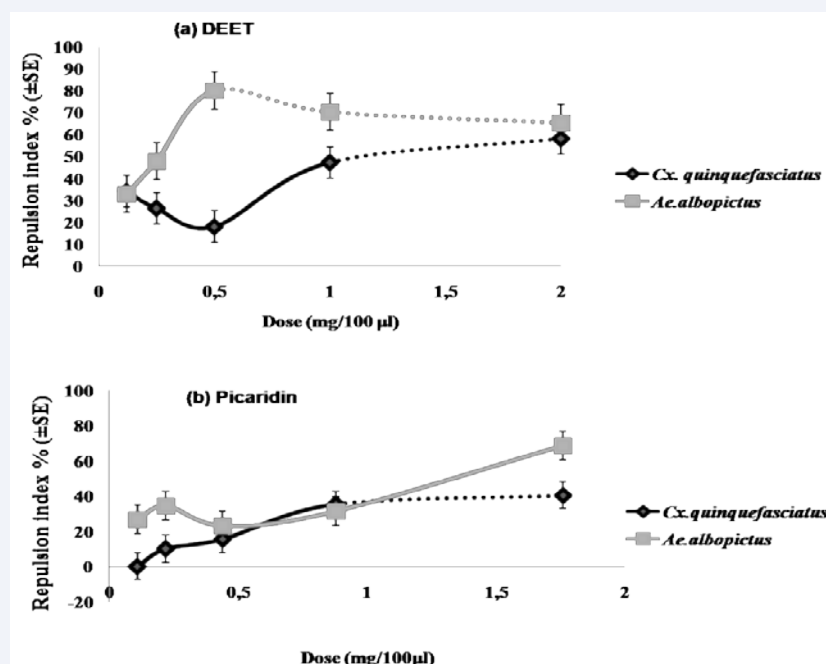 (a) DEET
Repulsion index % (±SE)
100
90
80
70
60
50
40
30
20
10
0
0
0,5
1
1,5
2
Dose (mg/100 µl)
Cx. quinquefasciatus
Ae.albopictus
(b) Picaridin
Repulsion index % (±SE)
100
80
60
40
20
0
-20
0
0,5
1
1,5
2
Dose (mg/100µl)
Cx.quinquefasciatus
Ae.albopictus